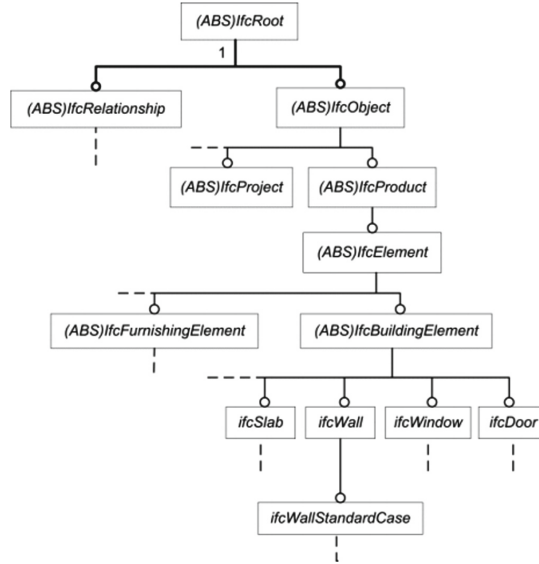 (ABS)IfcRoot
1
(ABS)IfcRelationship
(ABS)IfcObject
(ABS)IfcProject
(ABS)IfcProduct
(ABS)IfcElement
(ABS)IfcFurnishingElement
(ABS)IfcBuildingElement
ifcSlab
ifcWall
ifcWindow
ifcDoor
ifcWallStandardCase